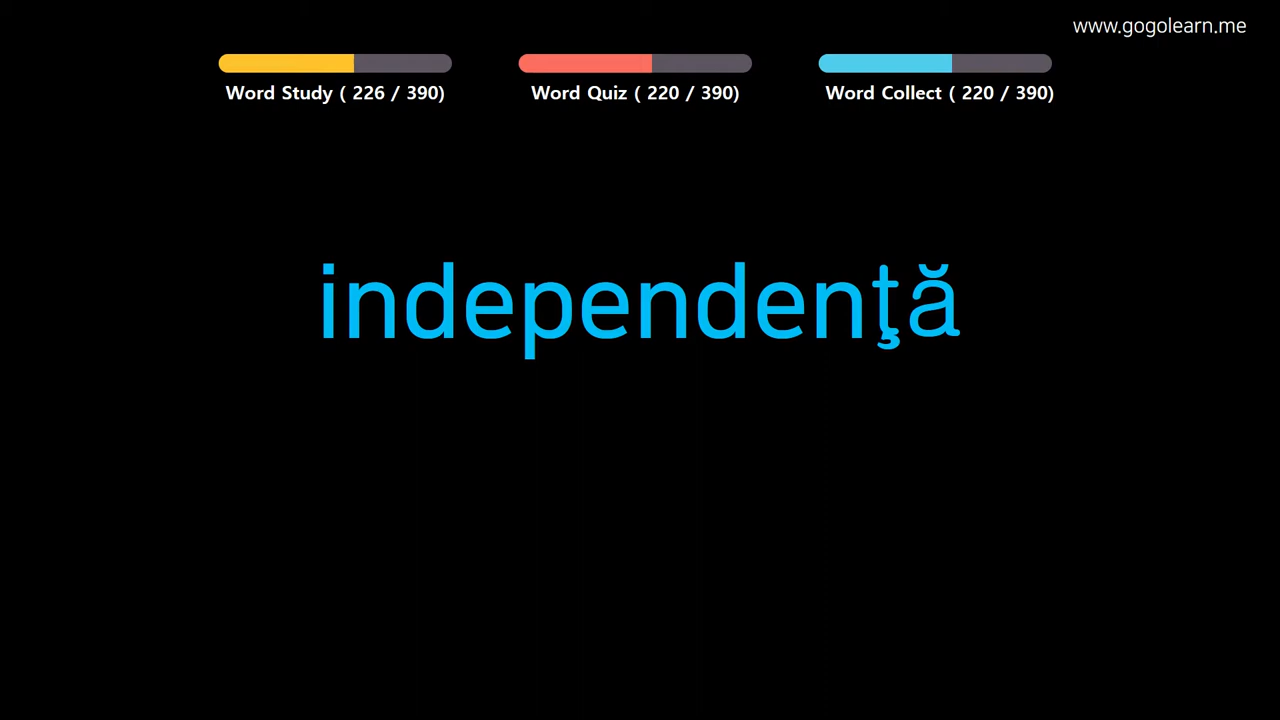 www.gogolearn.me
Word Study ( 226 / 390)
Word Quiz ( 220 / 390)
Word Collect ( 220 / 390)
independenţă